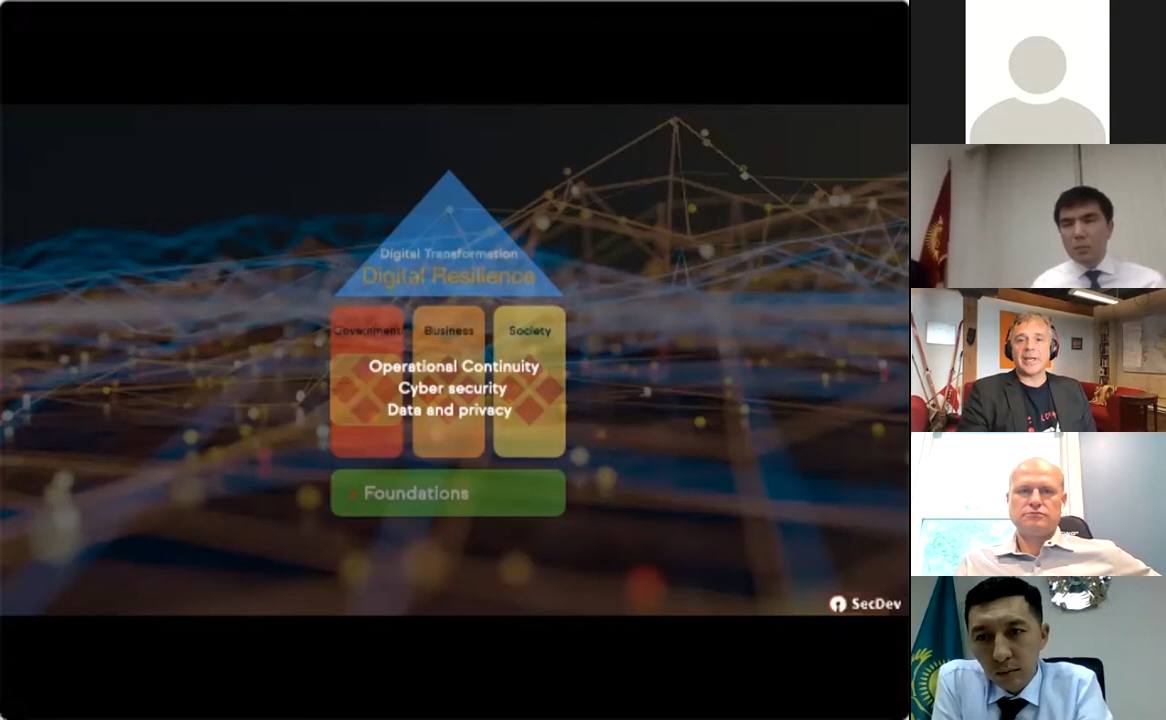 Digital Transformation
Digital Resilience
Government
Business
Society
Operational Continuity
Cyber security
Data and privacy
Foundations
SecDev